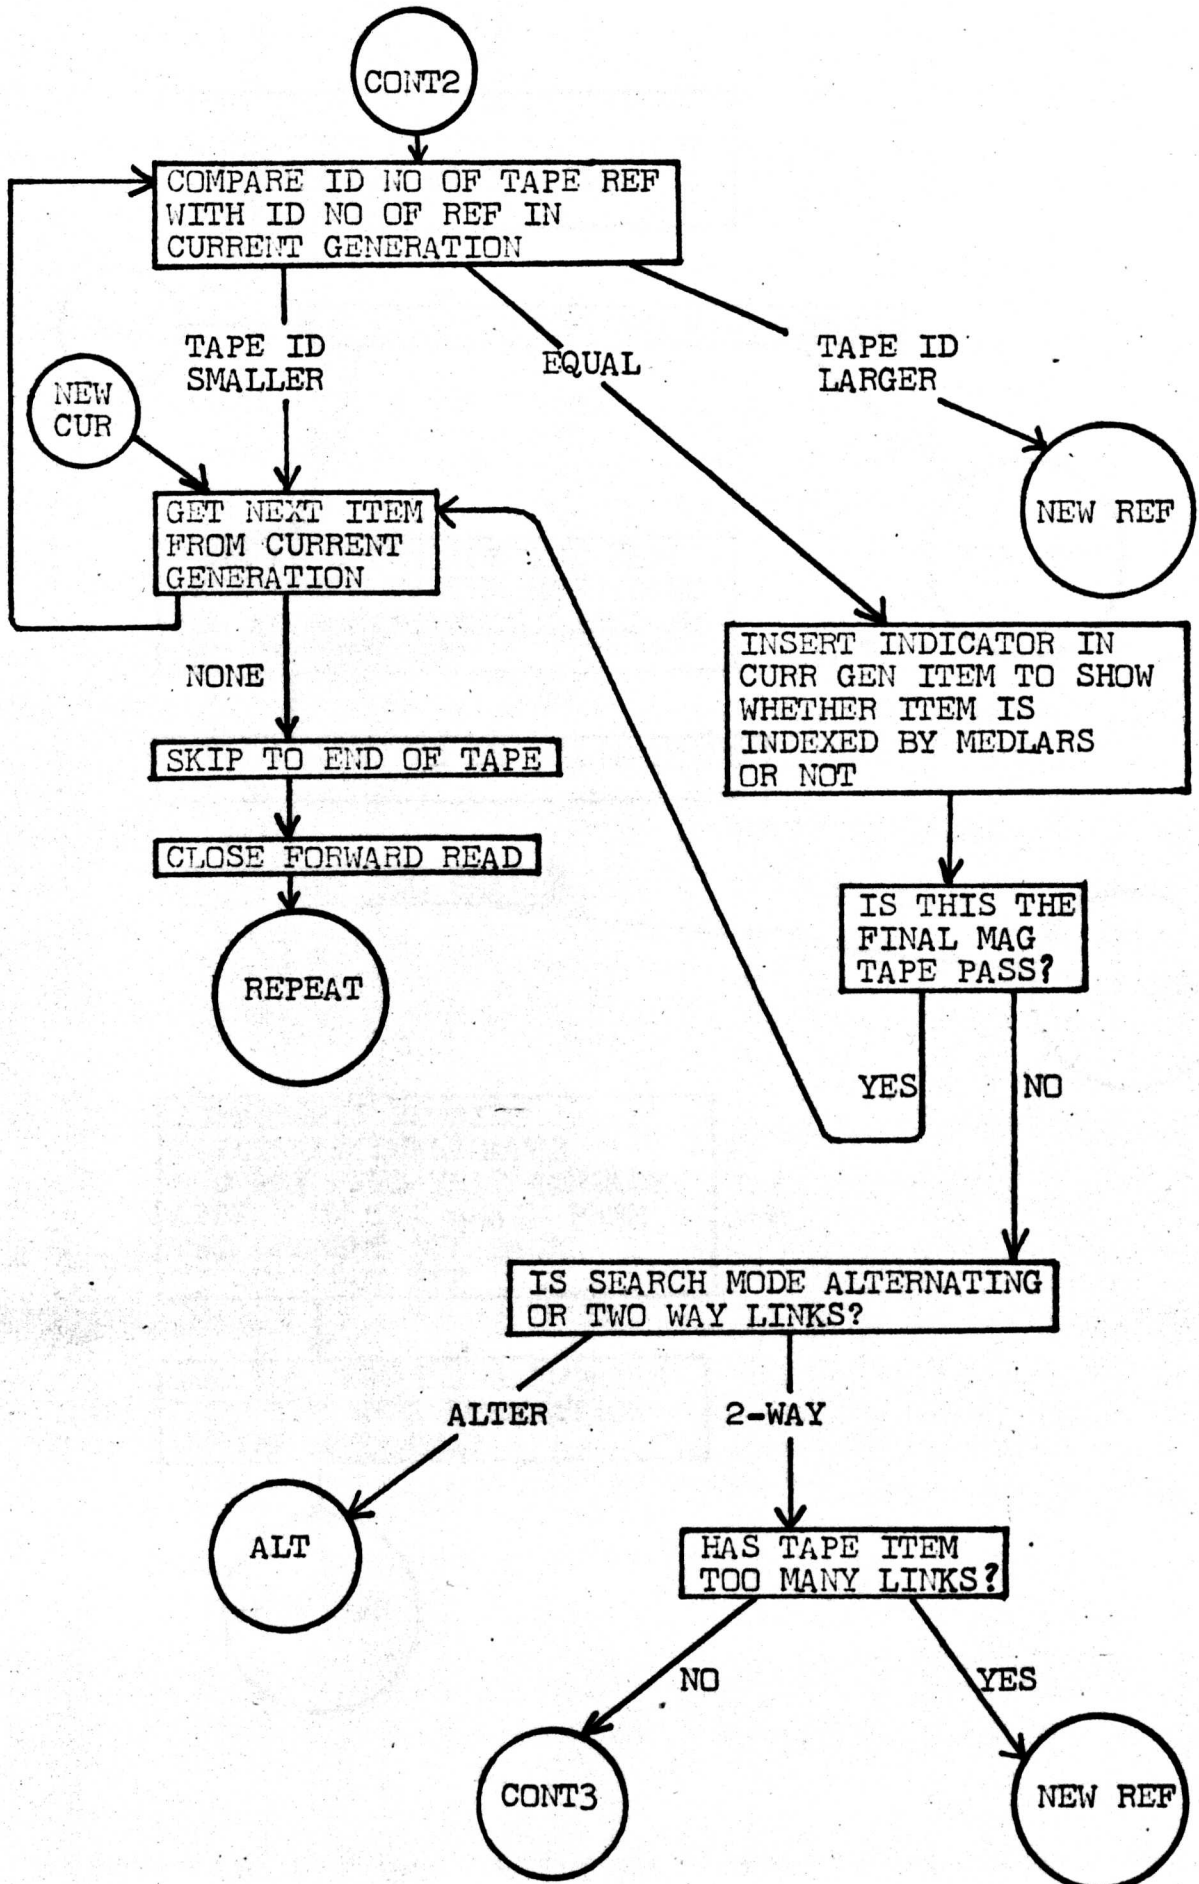 CONT2
COMPARE ID NO OF TAPE REF
WITH ID NO OF REF IN
CURRENT GENERATION
TAPE ID
SMALLER
EQUAL
TAPE ID
LARGER
NEW
CUR
NEW REF
GET NEXT ITEM
FROM CURRENT
GENERATION
NONE
INSERT INDICATOR IN
CURR GEN ITEM TO SHOW
WHETHER ITEM IS
INDEXED BY MEDLARS
OR NOT
SKIP TO END OF TAPE
CLOSE FORWARD READ
REPEAT
IS THIS THE
FINAL MAG
TAPE PASS?
YES
NO
IS SEARCH MODE ALTERNATING
OR TWO WAY LINKS?
ALTER
2-WAY
ALT
HAS TAPE ITEM
TOO MANY LINKS?
NO
YES
CONT3
NEW REF